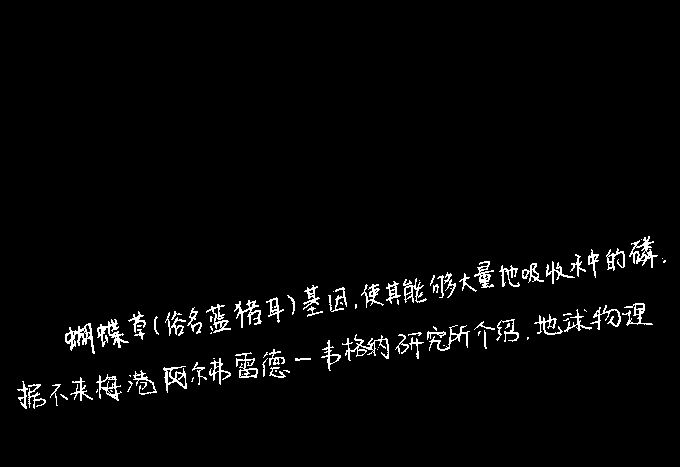 蝴蝶草(俗名蓝猪耳)基因,使其能够大量地吸收水中的磷.
据不来梅港阿尔弗雷德一韦格纳研究所介绍.地球物理